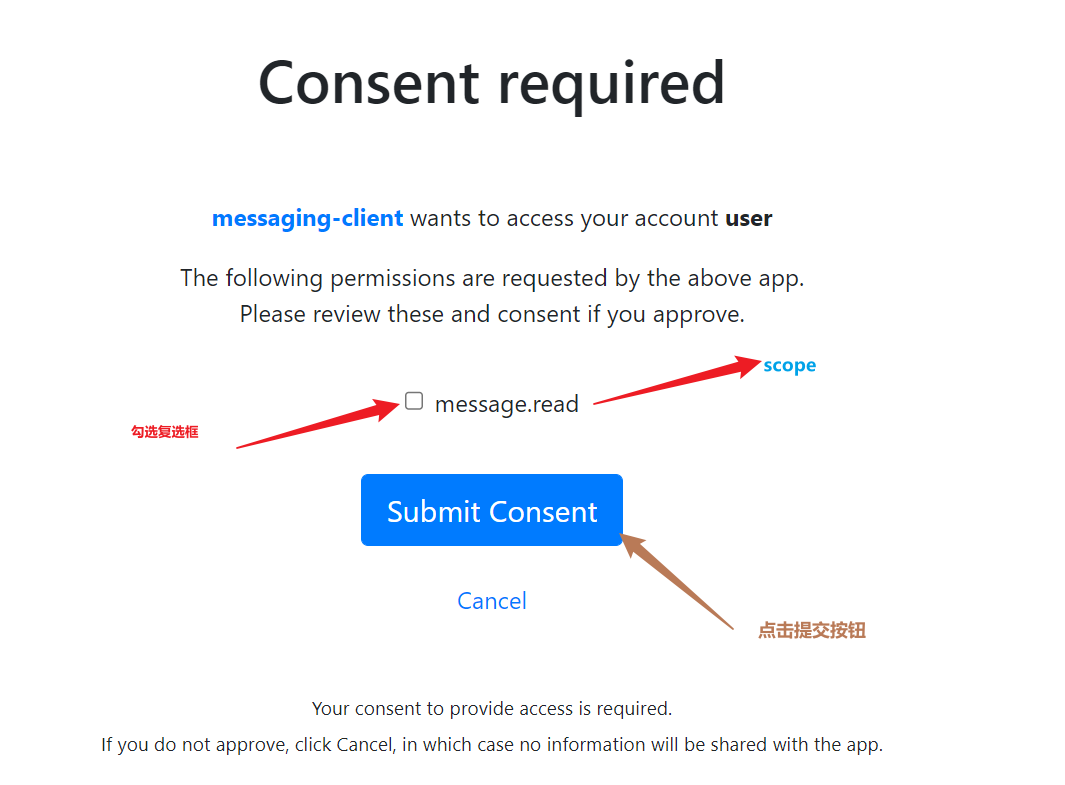 Consent required
messaging-client wants to access your account user
The following permissions are requested by the above app.
Please review these and consent if you approve.
scope
message.read
勾选复选框
Submit Consent
Cancel
点击提交按钮
Your consent to provide access is required.
If you do not approve, click Cancel, in which case no information will be shared with the app.